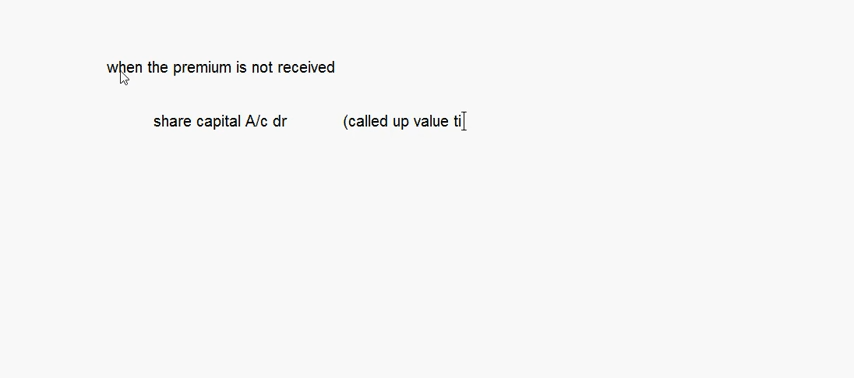 when the premium is not received
share capital A/c dr (called up value ti